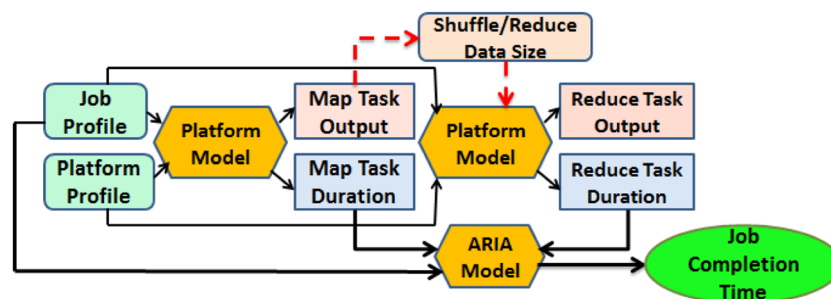 Shuffle/Reduce
Data Size
Job
Profile
Platform
Model
Map Task
Output
Platform
Model
Reduce Task
Output
Platform
Profile
Map Task
Duration
Reduce Task
Duration
ARIA
Model
Job
Completion
Time